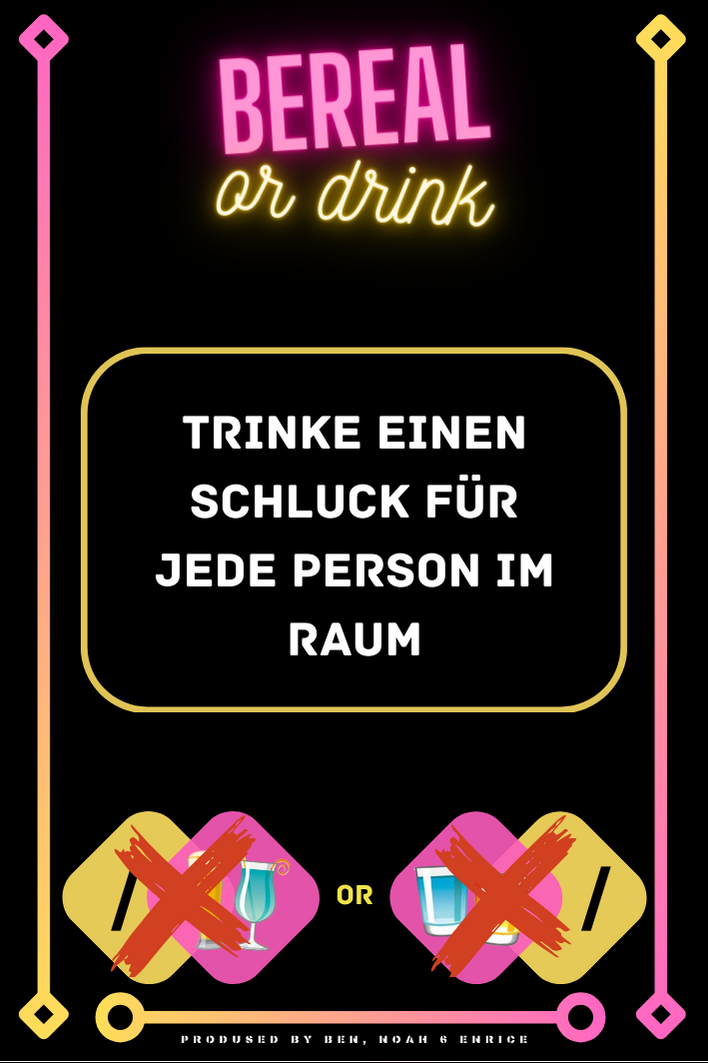 BEREAL
or drink
TRINKE EINEN
SCHLUCK FÜR
JEDE PERSON IM
RAUM
/ OR /
PRODUSED BY BEN, NOAH & ENRICE